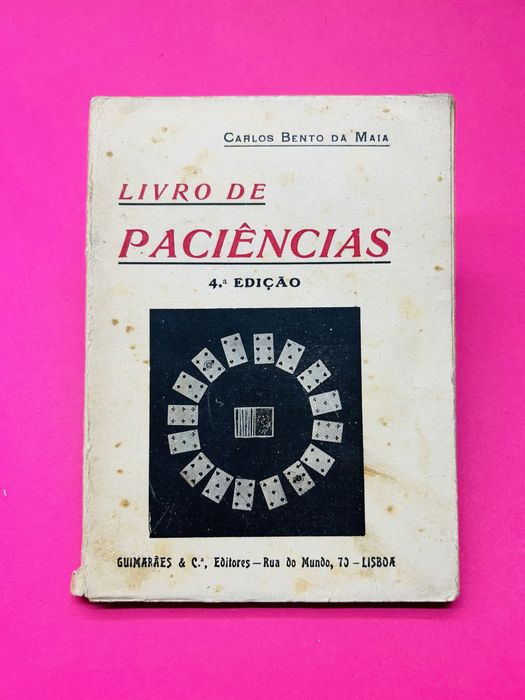 CARLOS BENTO DA MAIA
LIVRO DE
PACIÊNCIAS
4.ª EDIÇÃO
GUIMARÃES & C.ª, Editores — Rua do Mundo, 70 — LISBOA